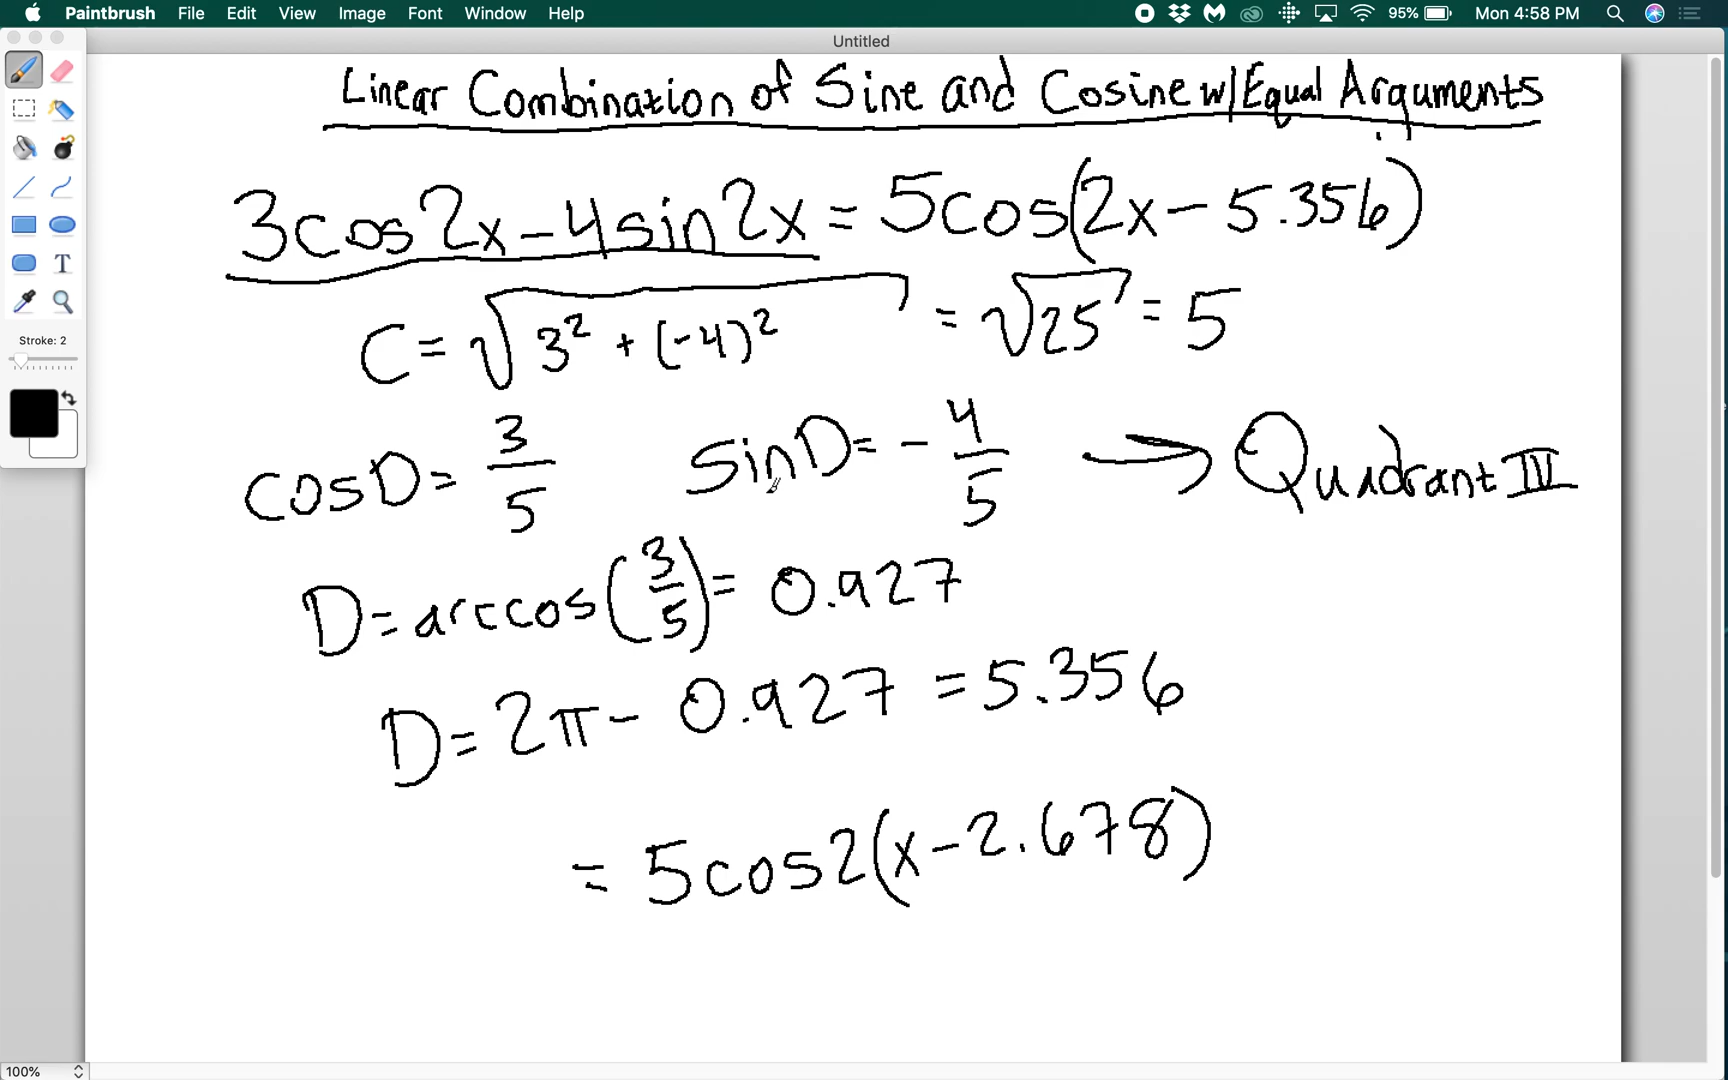 Paintbrush File Edit View Image Font Window Help 95% Mon 4:58 PM
Untitled
Linear Combination of Sine and Cosine w/Equal Arguments
3cos2x-4sin2x=5cos(2x-5.356)
C=√3²+(-4)² = √25 = 5
Stroke: 2
cosD= 3/5 sinD= -4/5 → Quadrant IV
D=arccos(3/5)= 0.927
D=2π- 0.927 =5.356
= 5cos2(x-2.678)
100%